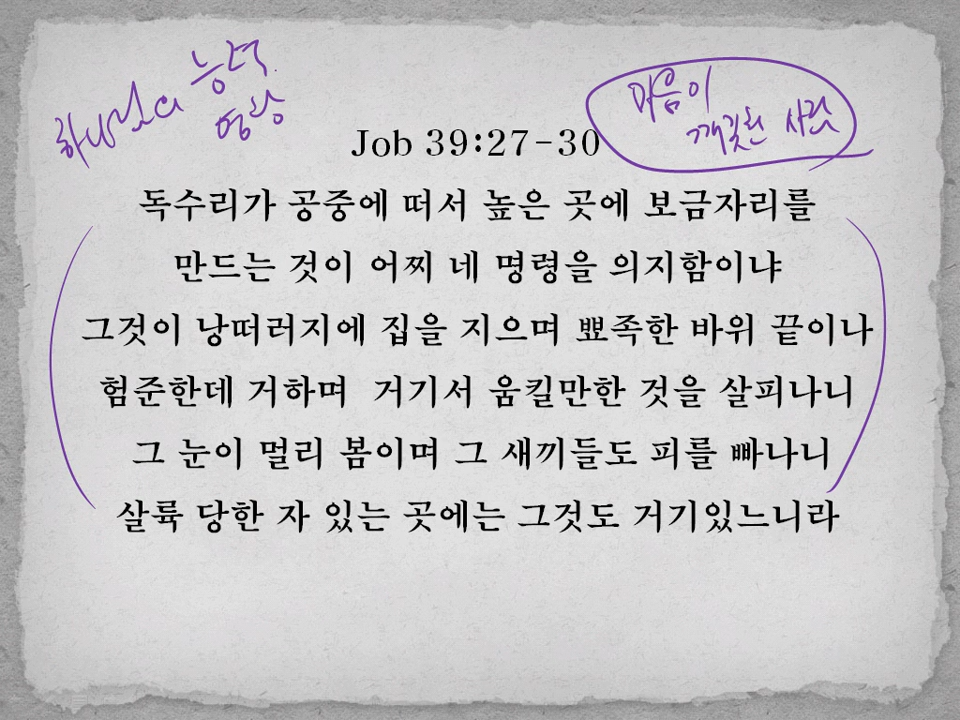 하나님의 능력
영광
마음이
깨끗한 사람
Job 39:27-30
독수리가 공중에 떠서 높은 곳에 보금자리를
만드는 것이 어찌 네 명령을 의지함이냐
그것이 낭떠러지에 집을 지으며 뾰족한 바위 끝이나
험준한데 거하며 거기서 움킬만한 것을 살피나니
그 눈이 멀리 봄이며 그 새끼들도 피를 빠나니
살륙 당한 자 있는 곳에는 그것도 거기있느니라